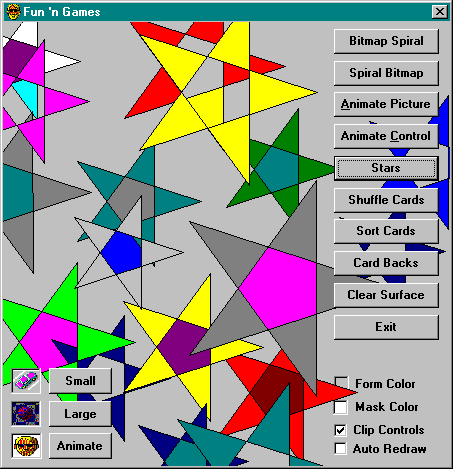 Fun 'n Games
Bitmap Spiral
Spiral Bitmap
Animate Picture
Animate Control
Stars
Shuffle Cards
Sort Cards
Card Backs
Clear Surface
Exit
Small
Large
Animate
Form Color
Mask Color
Clip Controls
Auto Redraw